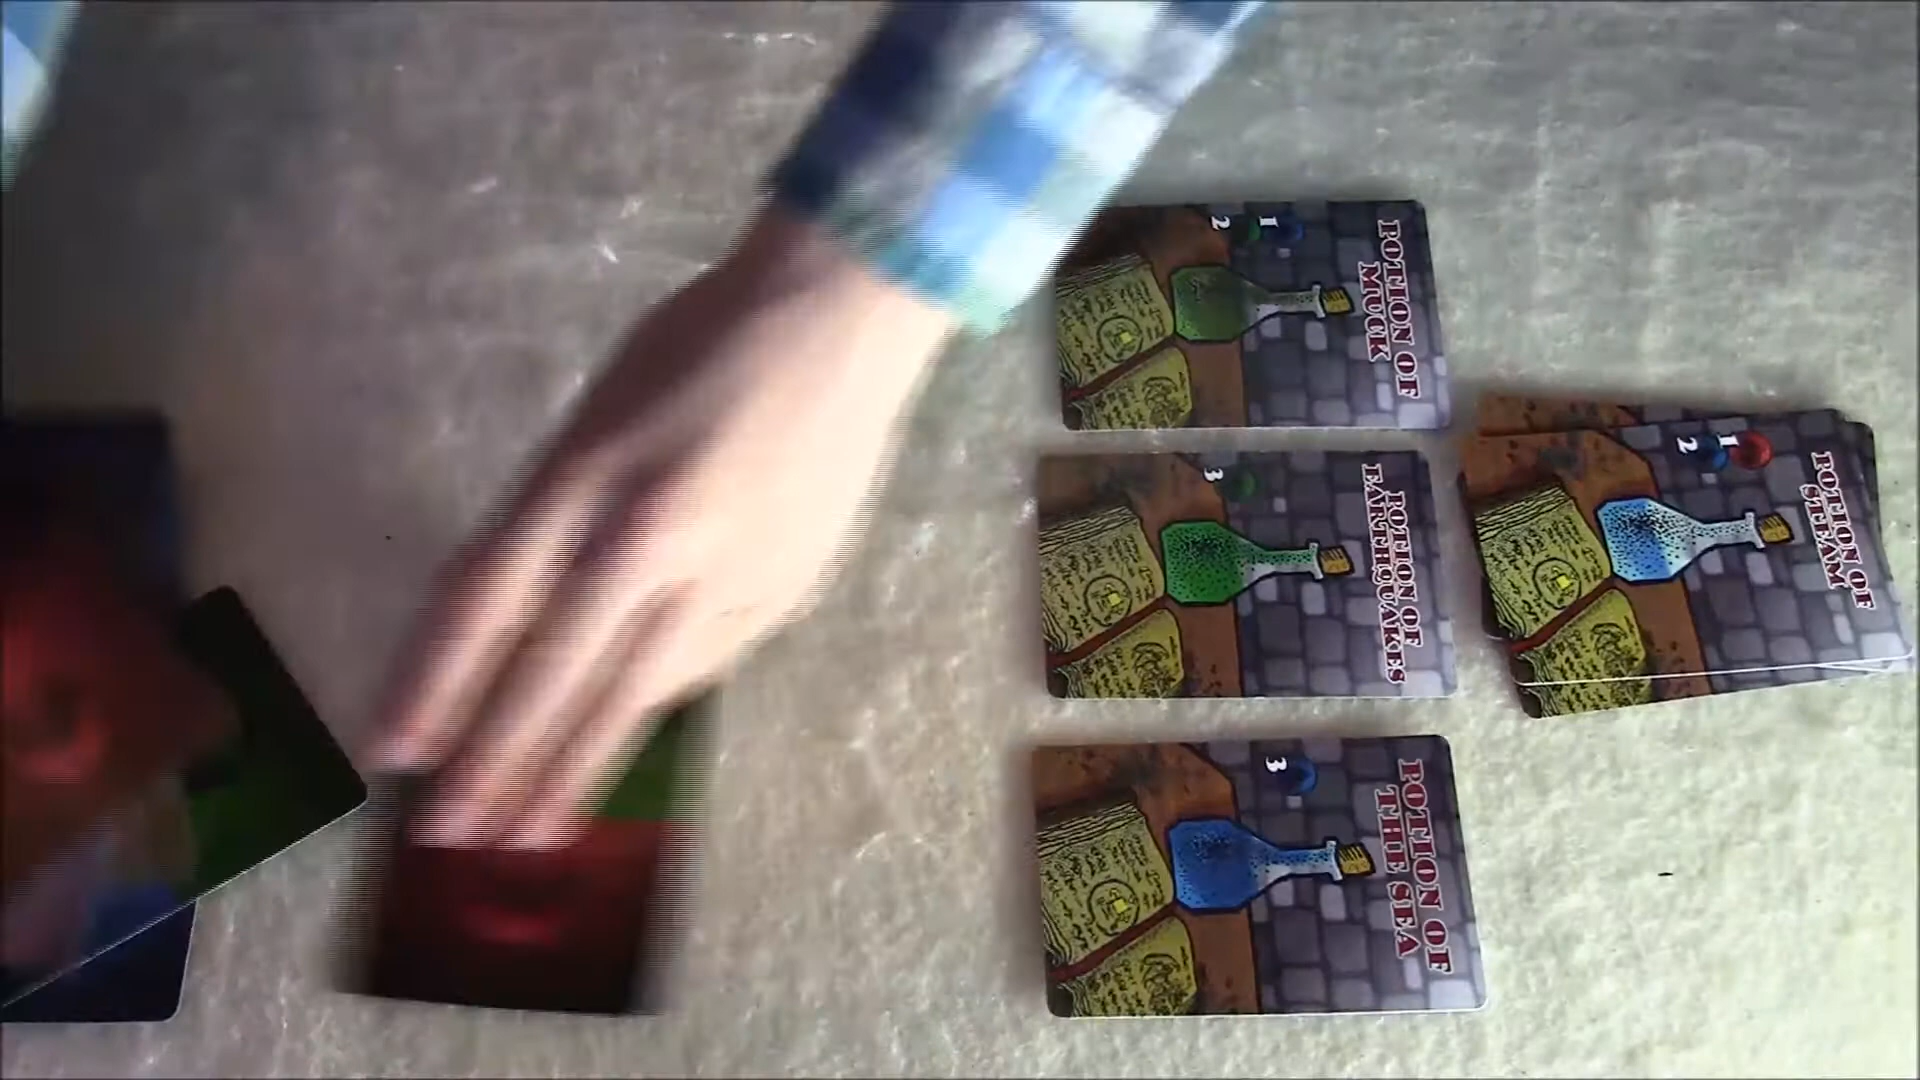 POTION OF
MUCK
1
2
POTION OF
EARTHQUAKES
3
POTION OF
THE SEA
3
POTION OF
STEAM
1
2